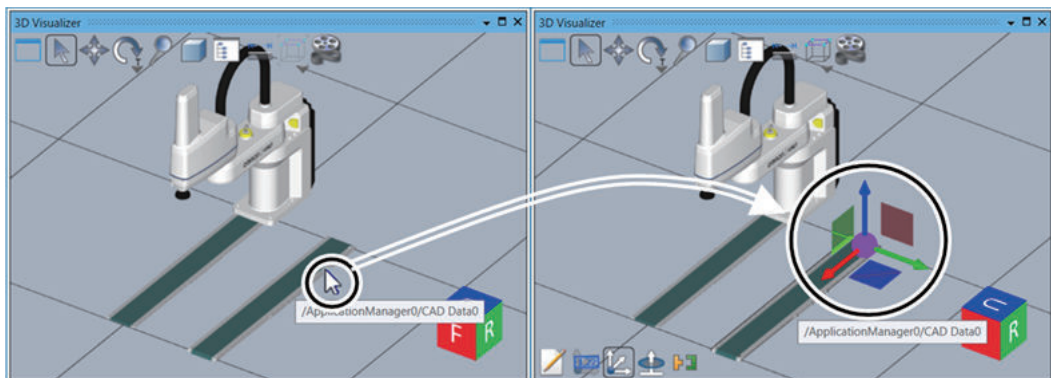 3D Visualizer
/ApplicationManager0/CAD Data0
F
R
3D Visualizer
/ApplicationManager0/CAD Data0
U
R